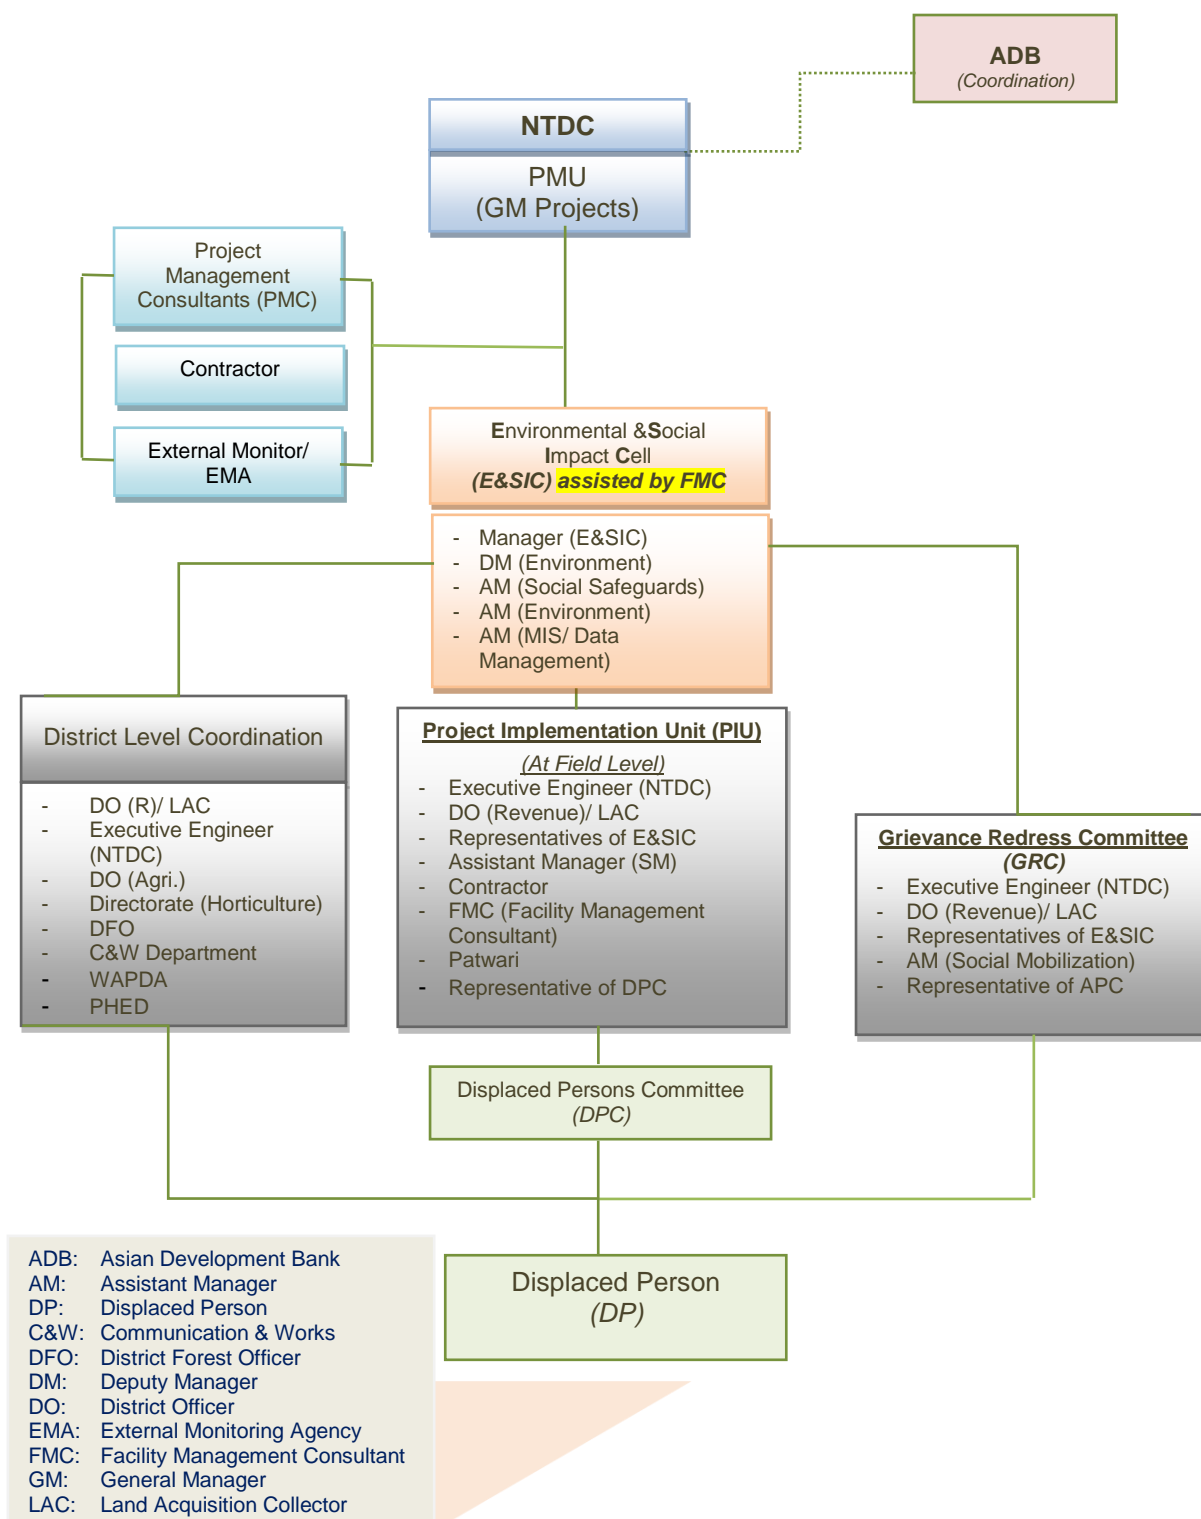 ADB
(Coordination)
NTDC
PMU
(GM Projects)
Project
Management
Consultants (PMC)
Contractor
External Monitor/
EMA
Environmental &Social
Impact Cell
(E&SIC) assisted by FMC
- Manager (E&SIC)
- DM (Environment)
- AM (Social Safeguards)
- AM (Environment)
- AM (MIS/ Data
Management)
District Level Coordination
- DO (R)/ LAC
- Executive Engineer
(NTDC)
- DO (Agri.)
- Directorate (Horticulture)
- DFO
- C&W Department
- WAPDA
- PHED
Project Implementation Unit (PIU)
(At Field Level)
- Executive Engineer (NTDC)
- DO (Revenue)/ LAC
- Representatives of E&SIC
- Assistant Manager (SM)
- Contractor
- FMC (Facility Management
Consultant)
- Patwari
- Representative of DPC
Grievance Redress Committee
(GRC)
- Executive Engineer (NTDC)
- DO (Revenue)/ LAC
- Representatives of E&SIC
- AM (Social Mobilization)
- Representative of APC
Displaced Persons Committee
(DPC)
Displaced Person
(DP)
ADB: Asian Development Bank
AM: Assistant Manager
DP: Displaced Person
C&W: Communication & Works
DFO: District Forest Officer
DM: Deputy Manager
DO: District Officer
EMA: External Monitoring Agency
FMC: Facility Management Consultant
GM: General Manager
LAC: Land Acquisition Collector